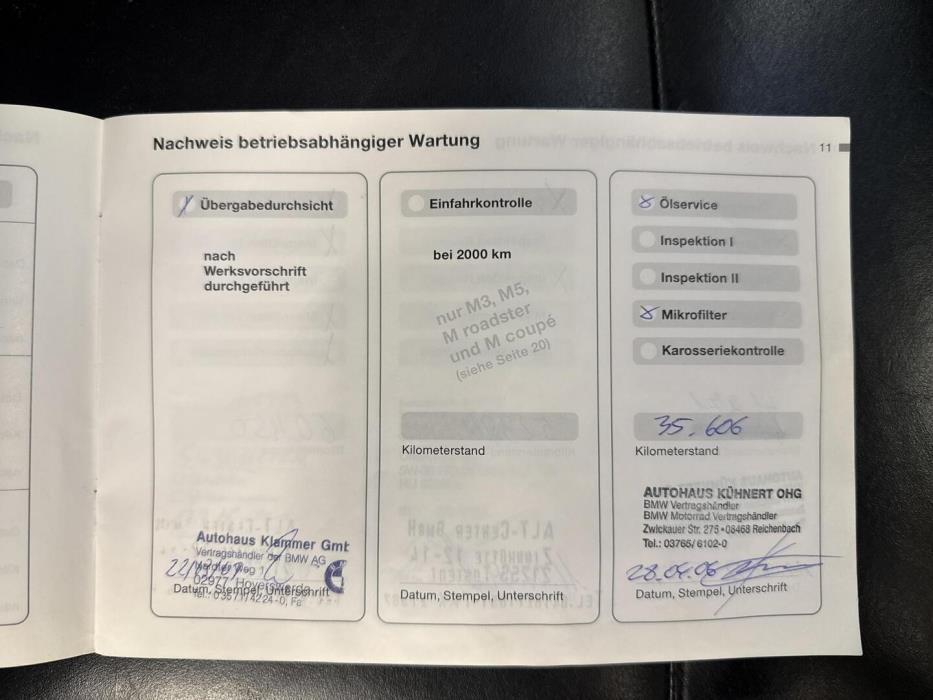 Nachweis betriebsabhängiger Wartung
11
Übergabedurchsicht
nach
Werksvorschrift
durchgeführt
Autohaus Klammer Gmb
Vertragshändler der BMW AG
02977 Hoyerswerda
Datum, Stempel, Unterschrift
Einfahrkontrolle
bei 2000 km
nur M3, M5,
M roadster
und M coupé
(siehe Seite 20)
Kilometerstand
Datum, Stempel, Unterschrift
Ölservice
Inspektion I
Inspektion II
Mikrofilter
Karosseriekontrolle
35.606
Kilometerstand
AUTOHAUS KÜHNERT OHG
BMW Vertragshändler
BMW Motorrad Vertragshändler
Zwickauer Str. 275 • 08468 Reichenbach
Tel.: 03765/6102-0
28.04.06
Datum, Stempel, Unterschrift